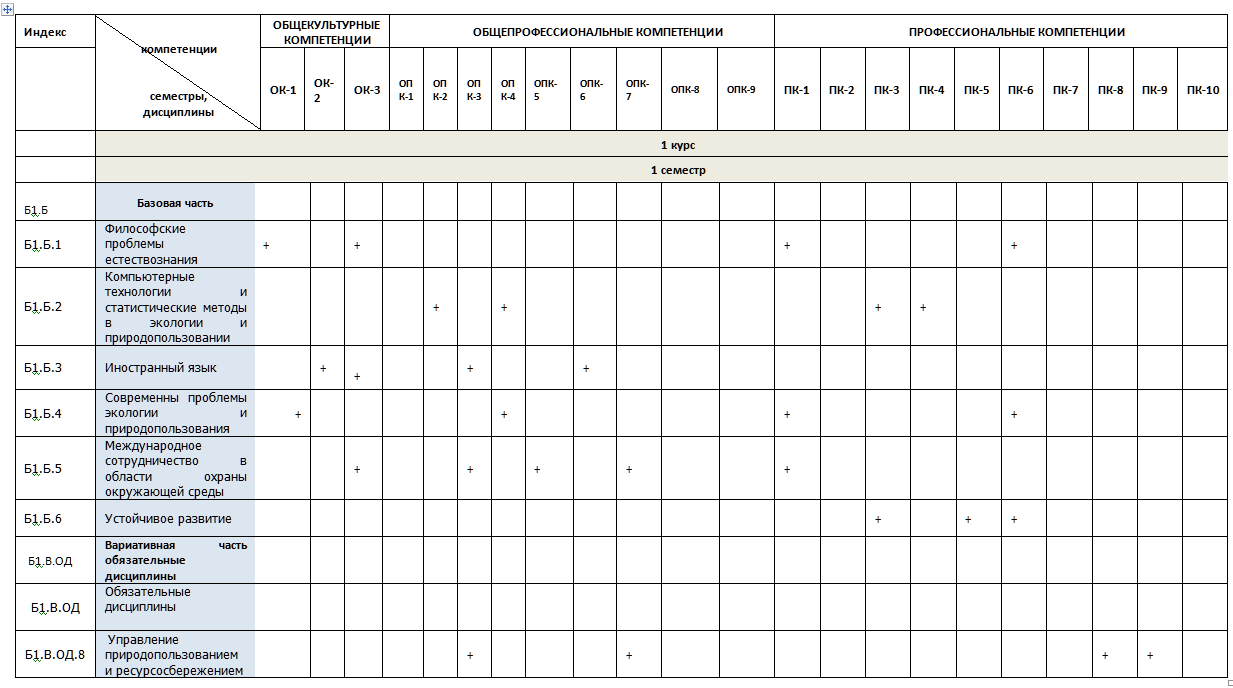 Индекс
компетенции
семестры,
дисциплины
ОБЩЕКУЛЬТУРНЫЕ
КОМПЕТЕНЦИИ
ОБЩЕПРОФЕССИОНАЛЬНЫЕ КОМПЕТЕНЦИИ
ПРОФЕССИОНАЛЬНЫЕ КОМПЕТЕНЦИИ
ОК-1
ОК-
2
ОК-3
ОП
К-1
ОП
К-2
ОП
К-3
ОП
К-4
ОПК-
5
ОПК-
6
ОПК-
7
ОПК-8
ОПК-9
ПК-1
ПК-2
ПК-3
ПК-4
ПК-5
ПК-6
ПК-7
ПК-8
ПК-9
ПК-10
1 курс
1 семестр
Б1.Б
Базовая часть
Б1.Б.1
Философские
проблемы
естествознания
+ + + +
Б1.Б.2
Компьютерные
технологии и
статистические методы
в экологии и
природопользовании
+ + + +
Б1.Б.3
Иностранный язык
+ + + +
Б1.Б.4
Современны проблемы
экологии и
природопользования
+ + + +
Б1.Б.5
Международное
сотрудничество в
области охраны
окружающей среды
+ + + + +
Б1.Б.6
Устойчивое развитие
+ + +
Б1.В.ОД
Вариативная часть
обязательные
дисциплины
Б1.В.ОД
Обязательные
дисциплины
Б1.В.ОД.8
Управление
природопользованием
и ресурсосбережением
+ + + +